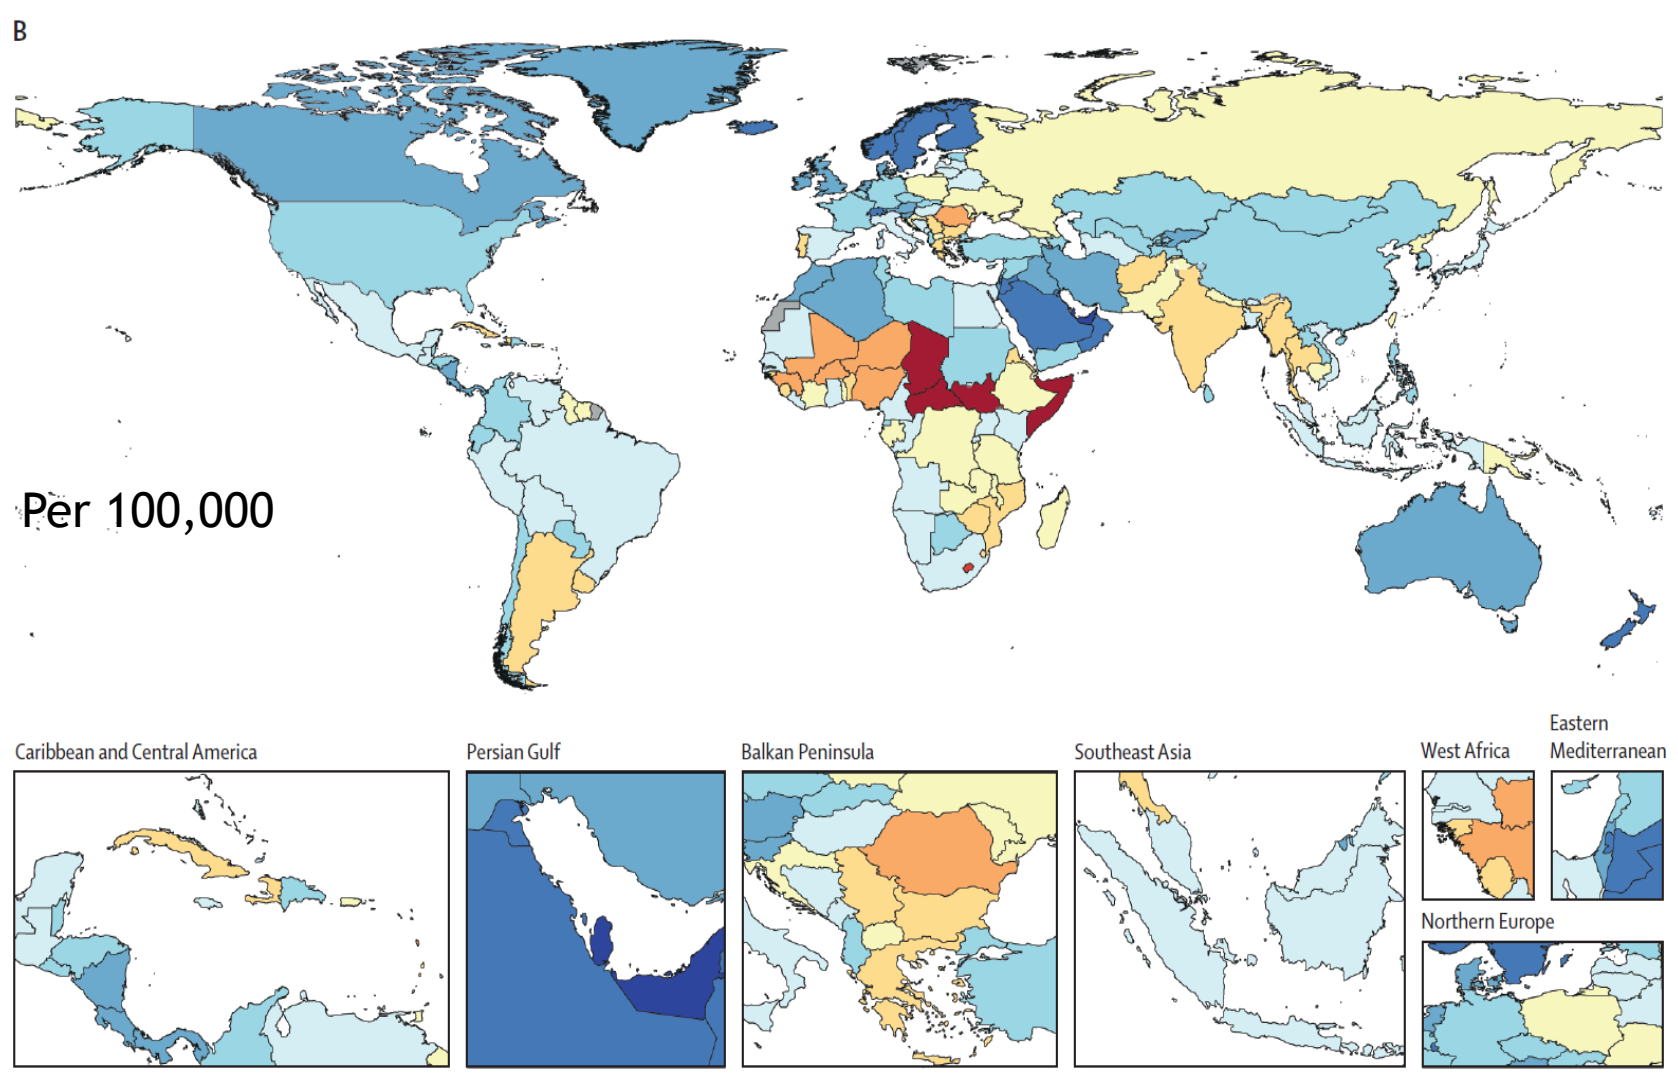 B
Per 100,000
Caribbean and Central America
Persian Gulf
Balkan Peninsula
Southeast Asia
West Africa
Eastern
Mediterranean
Northern Europe